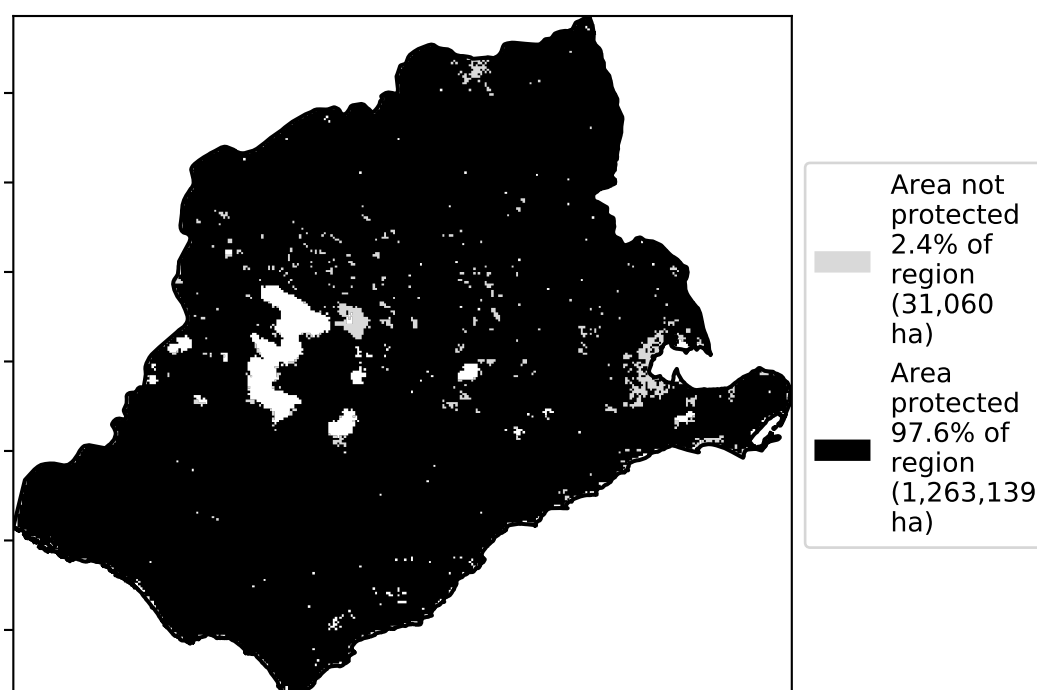 Area not
protected
2.4% of
region
(31,060
ha)
Area
protected
97.6% of
region
(1,263,139
ha)